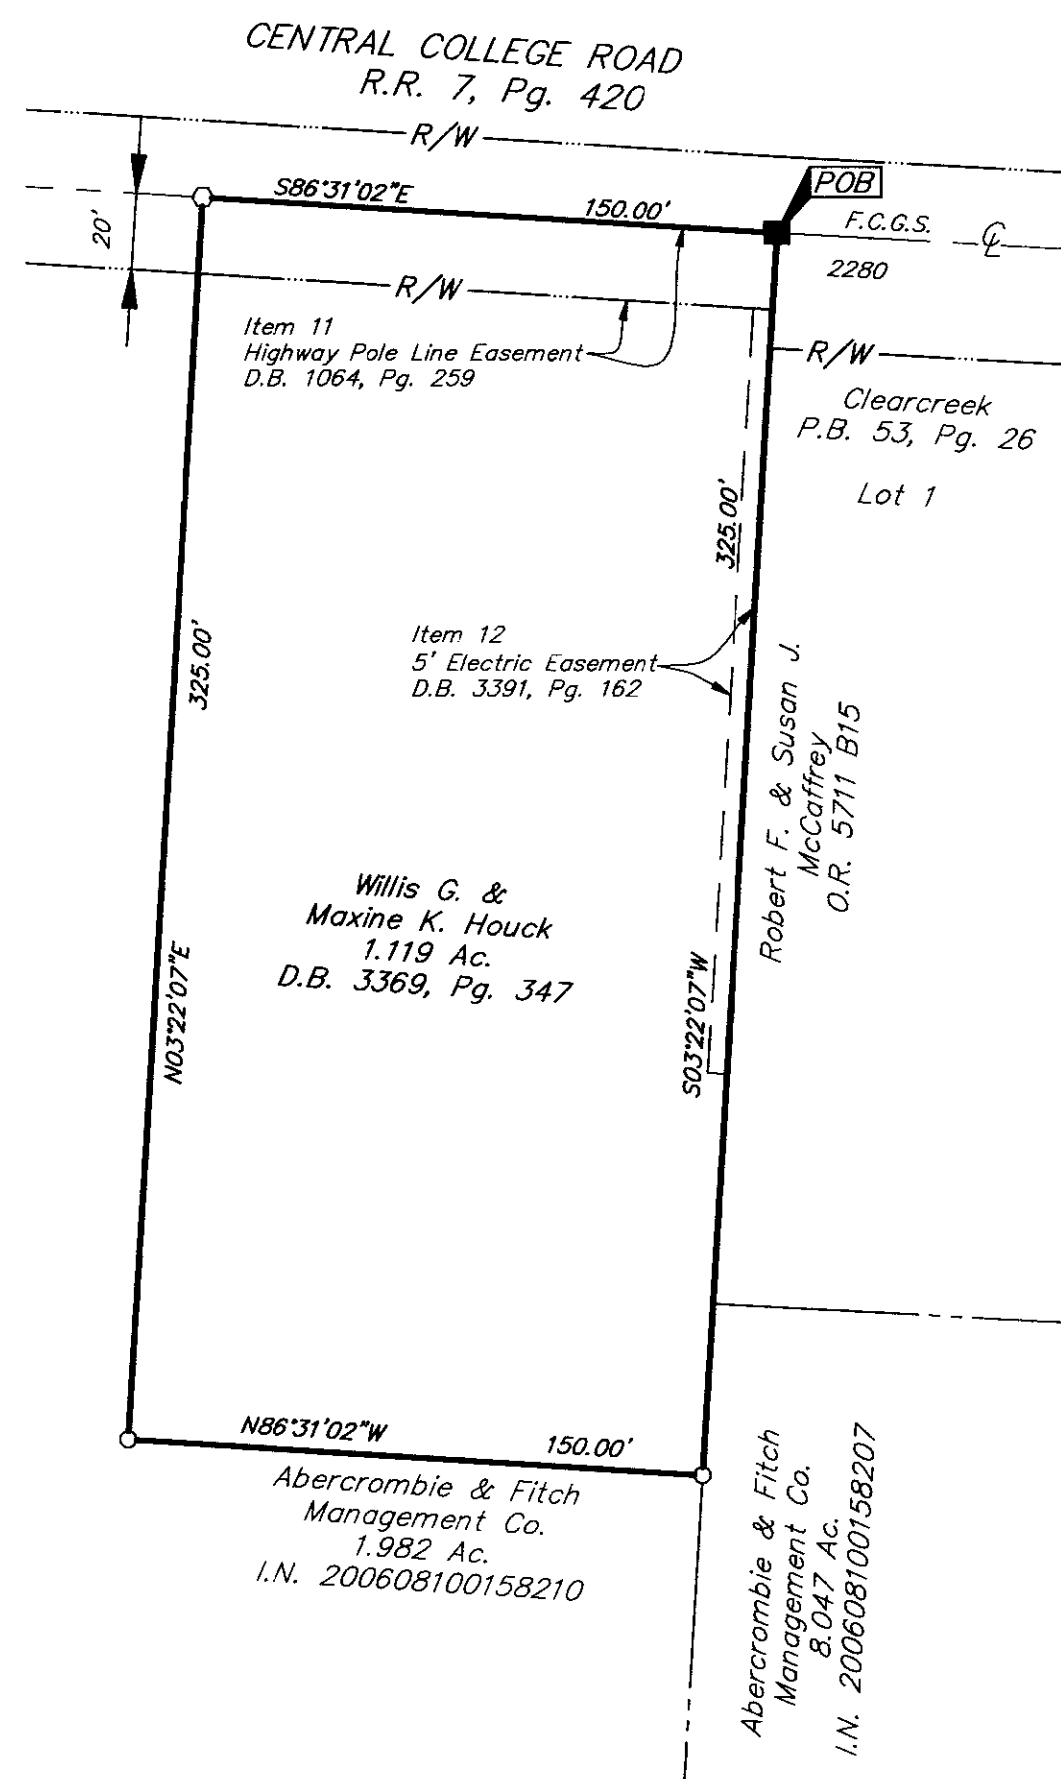 CENTRAL COLLEGE ROAD
R.R. 7, Pg. 420
R/W
POB
S86°31'02"E
150.00'
F.C.G.S.
2280
℄
20'
R/W
R/W
Item 11
Highway Pole Line Easement
D.B. 1064, Pg. 259
Clearcreek
P.B. 53, Pg. 26
Lot 1
325.00'
325.00'
Item 12
5' Electric Easement
D.B. 3391, Pg. 162
Robert F. & Susan J.
McCaffrey
O.R. 5711 B15
Willis G. &
Maxine K. Houck
1.119 Ac.
D.B. 3369, Pg. 347
N03°22'07"E
S03°22'07"W
N86°31'02"W
150.00'
Abercrombie & Fitch
Management Co.
1.982 Ac.
I.N. 200608100158210
Abercrombie & Fitch
Management Co.
8.047 Ac.
I.N. 200608100158207